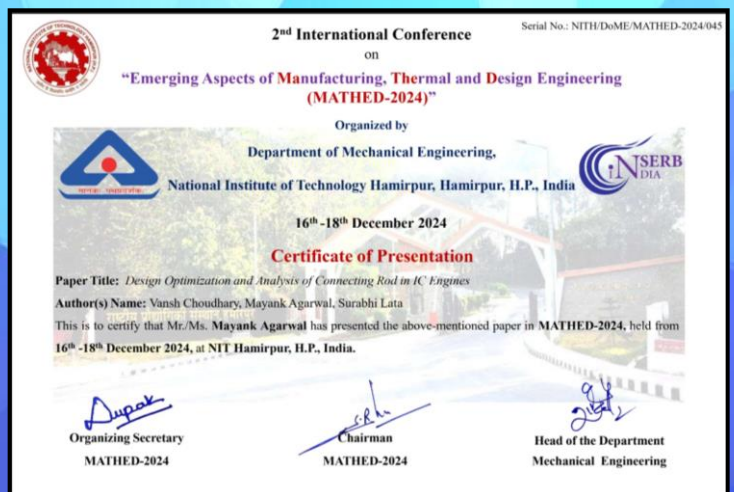 Serial No.: NITH/DoME/MATHED-2024/045
2nd International Conference
on
“Emerging Aspects of Manufacturing, Thermal and Design Engineering
(MATHED-2024)”
Organized by
Department of Mechanical Engineering,
National Institute of Technology Hamirpur, Hamirpur, H.P., India
मानकः पथप्रदर्शकः
iNDIA
SERB
16th -18th December 2024
Certificate of Presentation
Paper Title: Design Optimization and Analysis of Connecting Rod in IC Engines
Author(s) Name: Vansh Choudhary, Mayank Agarwal, Surabhi Lata
This is to certify that Mr./Ms. Mayank Agarwal has presented the above-mentioned paper in MATHED-2024, held from
16th -18th December 2024, at NIT Hamirpur, H.P., India.
Organizing Secretary
MATHED-2024
Chairman
MATHED-2024
Head of the Department
Mechanical Engineering